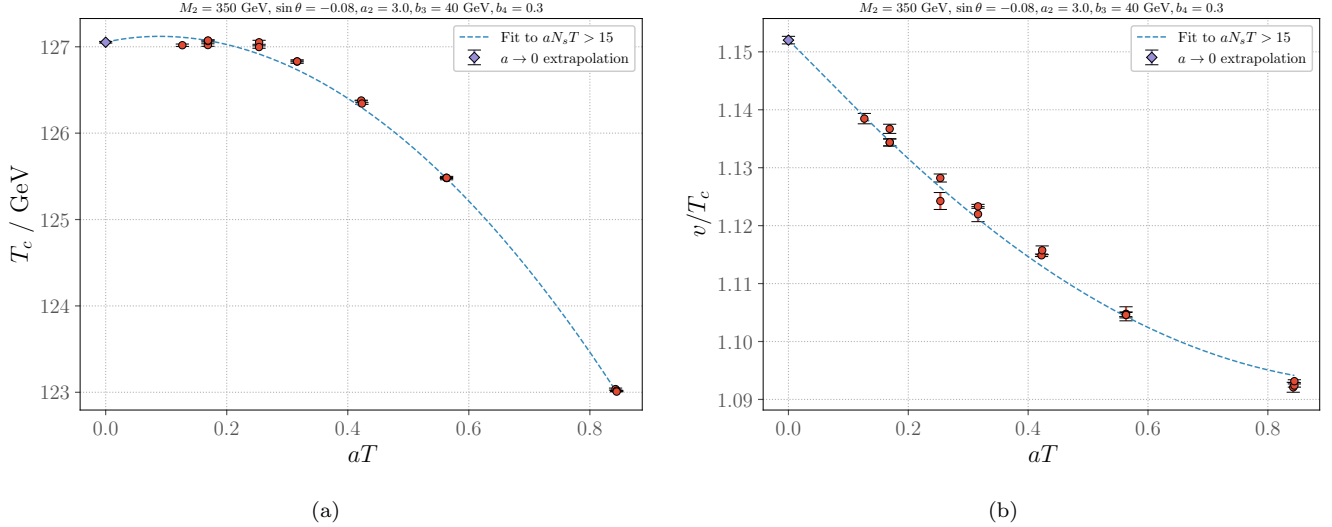 M₂ = 350 GeV, sin θ = −0.08, a₂ = 3.0, b₃ = 40 GeV, b₄ = 0.3
Fit to aNₛT > 15
a → 0 extrapolation
127
126
125
124
123
T_c / GeV
0.0 0.2 0.4 0.6 0.8
aT
(a)
M₂ = 350 GeV, sin θ = −0.08, a₂ = 3.0, b₃ = 40 GeV, b₄ = 0.3
Fit to aNₛT > 15
a → 0 extrapolation
1.15
1.14
1.13
1.12
1.11
1.10
1.09
v/T_c
0.0 0.2 0.4 0.6 0.8
aT
(b)